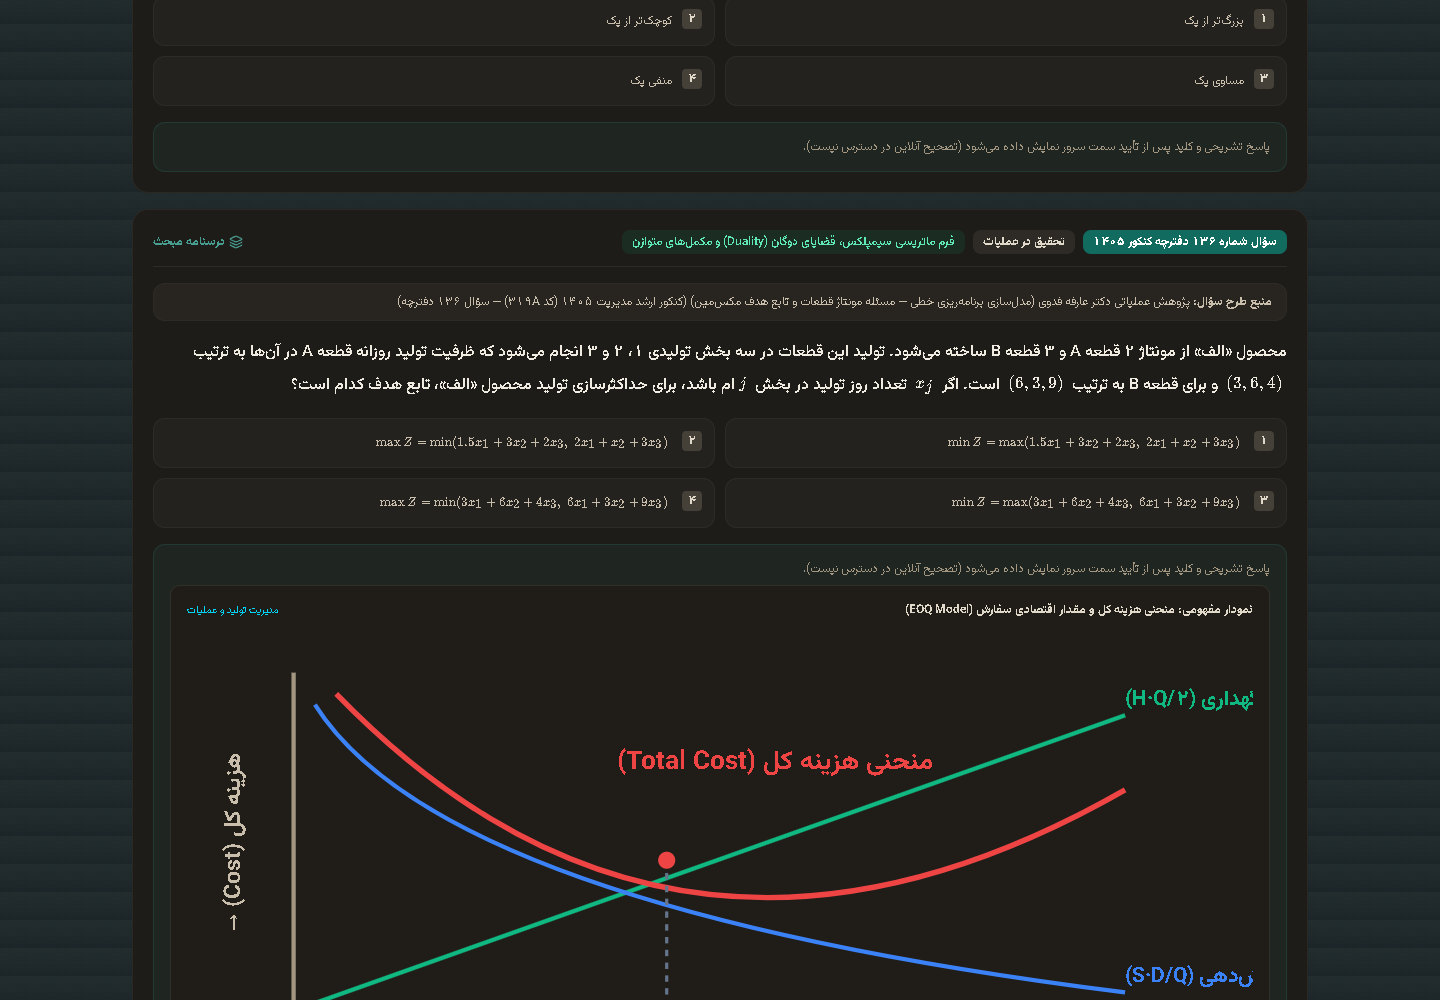 ۱ بزرگ‌تر از یک
۲ کوچک‌تر از یک
۳ مساوی یک
۴ منفی یک
پاسخ تشریحی و کلید پس از تأیید سمت سرور نمایش داده می‌شود (تصحیح آنلاین در دسترس نیست).
سؤال شماره ۱۳۶ دفترچه کنکور ۱۴۰۵ تحقیق در عملیات فرم ماتریسی سیمپلکس، قضایای دوگان (Duality) و مکمل‌های متوازن درسنامه مبحث
منبع طرح سؤال: پژوهش عملیاتی دکتر عارفه فدوی (مدل‌سازی برنامه‌ریزی خطی — مسئله مونتاژ قطعات و تابع هدف مکس‌مین) (کنکور ارشد مدیریت ۱۴۰۵ (کد ۳۱۹A) — سؤال ۱۳۶ دفترچه)
محصول «الف» از مونتاژ ۲ قطعه A و ۳ قطعه B ساخته می‌شود. تولید این قطعات در سه بخش تولیدی ۱، ۲ و ۳ انجام می‌شود که ظرفیت تولید روزانه قطعه A در آن‌ها به ترتیب
(3, 6, 4) و برای قطعه B به ترتیب (6, 3, 9) است. اگر x_j تعداد روز تولید در بخش j ام باشد، برای حداکثرسازی تولید محصول «الف»، تابع هدف کدام است؟
۱ min Z = max(1.5x1 + 3x2 + 2x3, 2x1 + x2 + 3x3)
۲ max Z = min(1.5x1 + 3x2 + 2x3, 2x1 + x2 + 3x3)
۳ min Z = max(3x1 + 6x2 + 4x3, 6x1 + 3x2 + 9x3)
۴ max Z = min(3x1 + 6x2 + 4x3, 6x1 + 3x2 + 9x3)
پاسخ تشریحی و کلید پس از تأیید سمت سرور نمایش داده می‌شود (تصحیح آنلاین در دسترس نیست).
نمودار مفهومی: منحنی هزینه کل و مقدار اقتصادی سفارش (EOQ Model) مدیریت تولید و عملیات
(H·Q/۲)
منحنی هزینه کل (Total Cost)
هزینه کل (Cost) →
(S·D/Q)